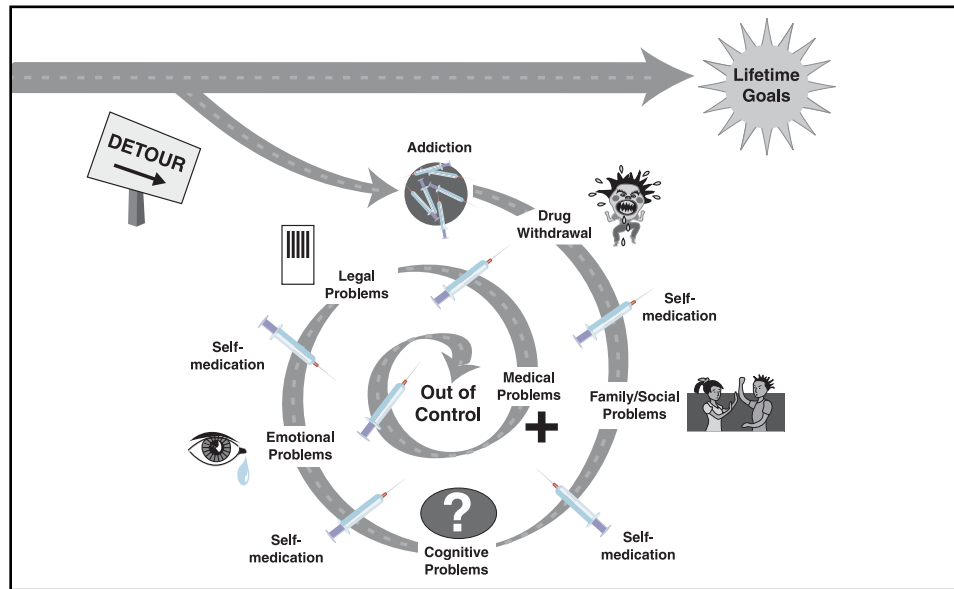 Lifetime
Goals
DETOUR
Addiction
Drug
Withdrawal
Legal
Problems
Self-
medication
Self-
medication
Out of
Control
Medical
Problems
Family/Social
Problems
Emotional
Problems
?
Cognitive
Problems
Self-
medication
Self-
medication